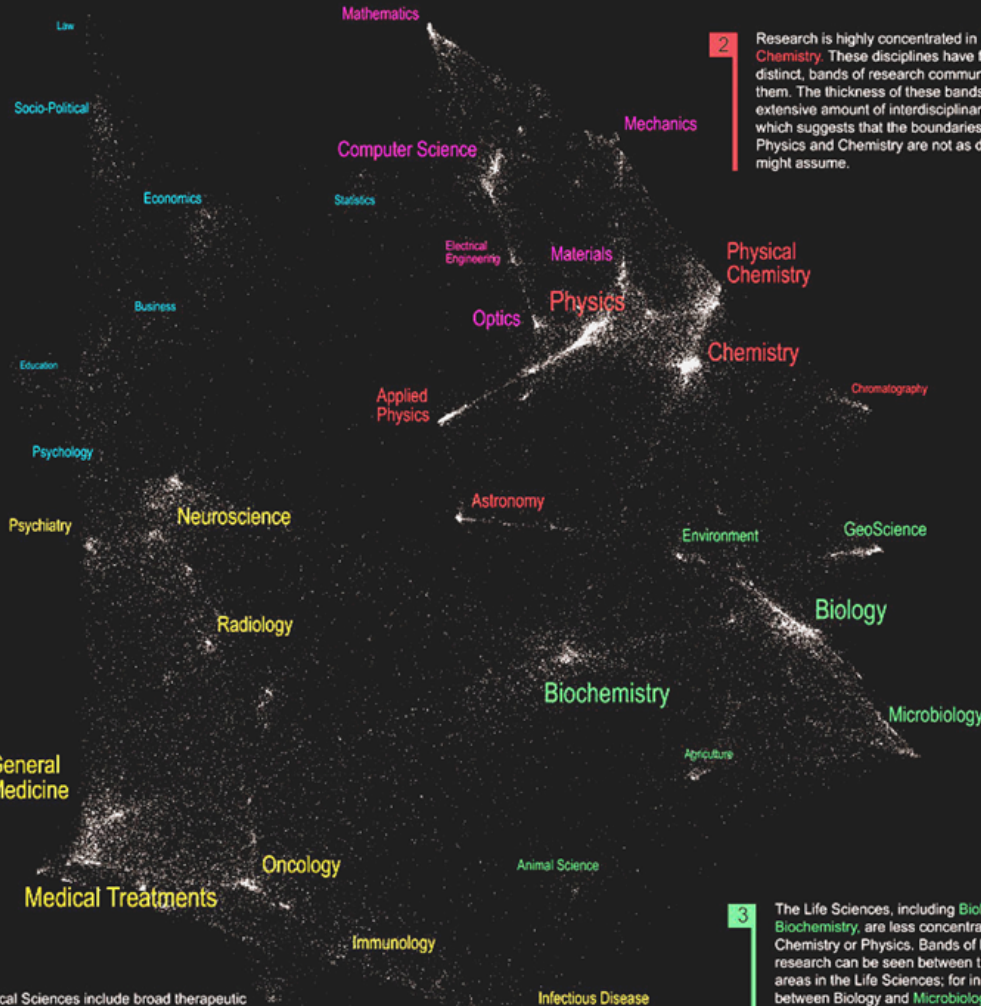 Mathematics
Law
2
Research is highly concentrated in
Chemistry. These disciplines have
distinct, bands of research
them. The thickness of these bands
extensive amount of
which suggests that the boundaries
Physics and Chemistry are not as
might assume.
Socio-Political
Mechanics
Computer Science
Economics
Statistics
Electrical
Engineering
Materials
Physical
Chemistry
Business
Physics
Optics
Chemistry
Education
Applied
Physics
Chromatography
Psychology
Astronomy
Psychiatry
Neuroscience
Environment
GeoScience
Radiology
Biology
Biochemistry
Microbiology
Agriculture
General
Medicine
Oncology
Animal Science
Medical Treatments
3
The Life Sciences, including
Biochemistry, are less
Chemistry or Physics. Bands of
research can be seen between
areas in the Life Sciences; for
between Biology and
Immunology
Infectious Disease
Sciences include broad therapeutic